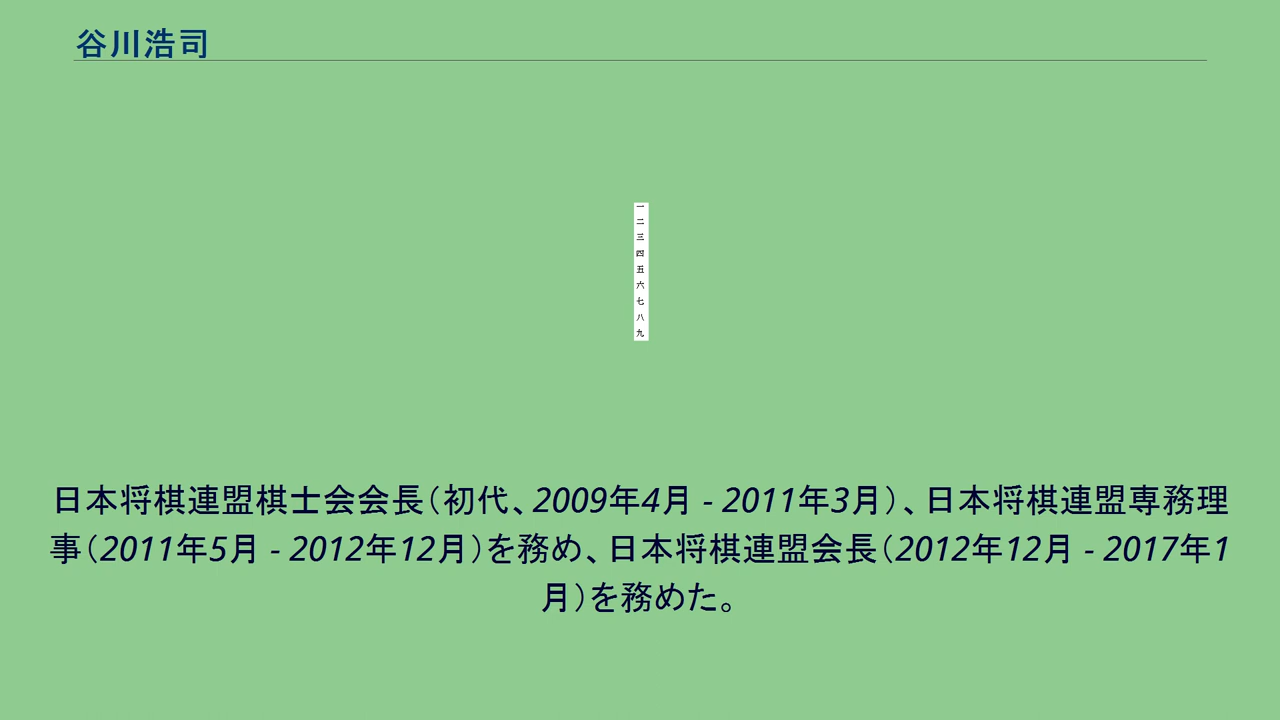 谷川浩司
一
二
三
四
五
六
七
八
九
日本将棋連盟棋士会会長（初代、2009年4月 - 2011年3月）、日本将棋連盟専務理
事（2011年5月 - 2012年12月）を務め、日本将棋連盟会長（2012年12月 - 2017年1
月）を務めた。